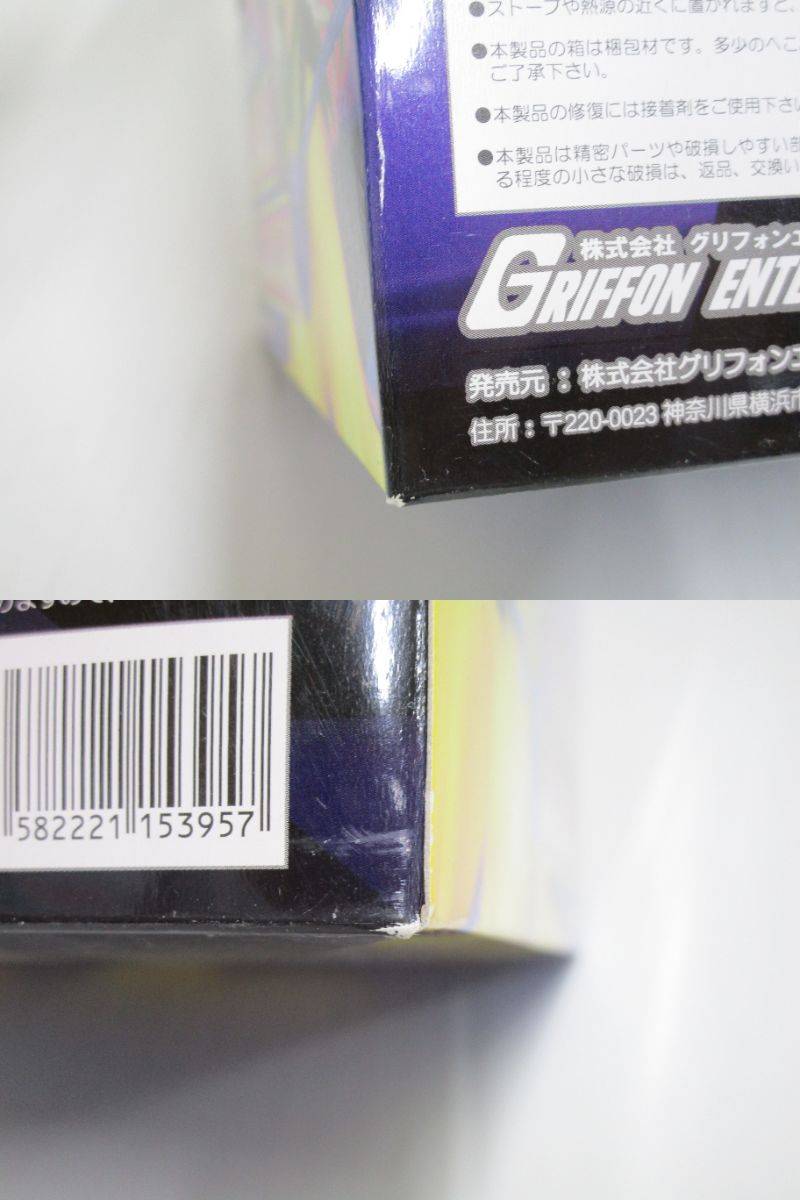 ●ストーブや熱源の近くに置かれますと、
●本製品の箱は梱包材です。多少のへこ
ご了承下さい。
●本製品の修復には接着剤をご使用下さい
●本製品は精密パーツや破損しやすい部
る程度の小さな破損は、返品、交換い
株式会社 グリフォンエ
GRIFFON ENTE
発売元：株式会社グリフォンエ
住所：〒220-0023 神奈川県横浜市
582221 153957